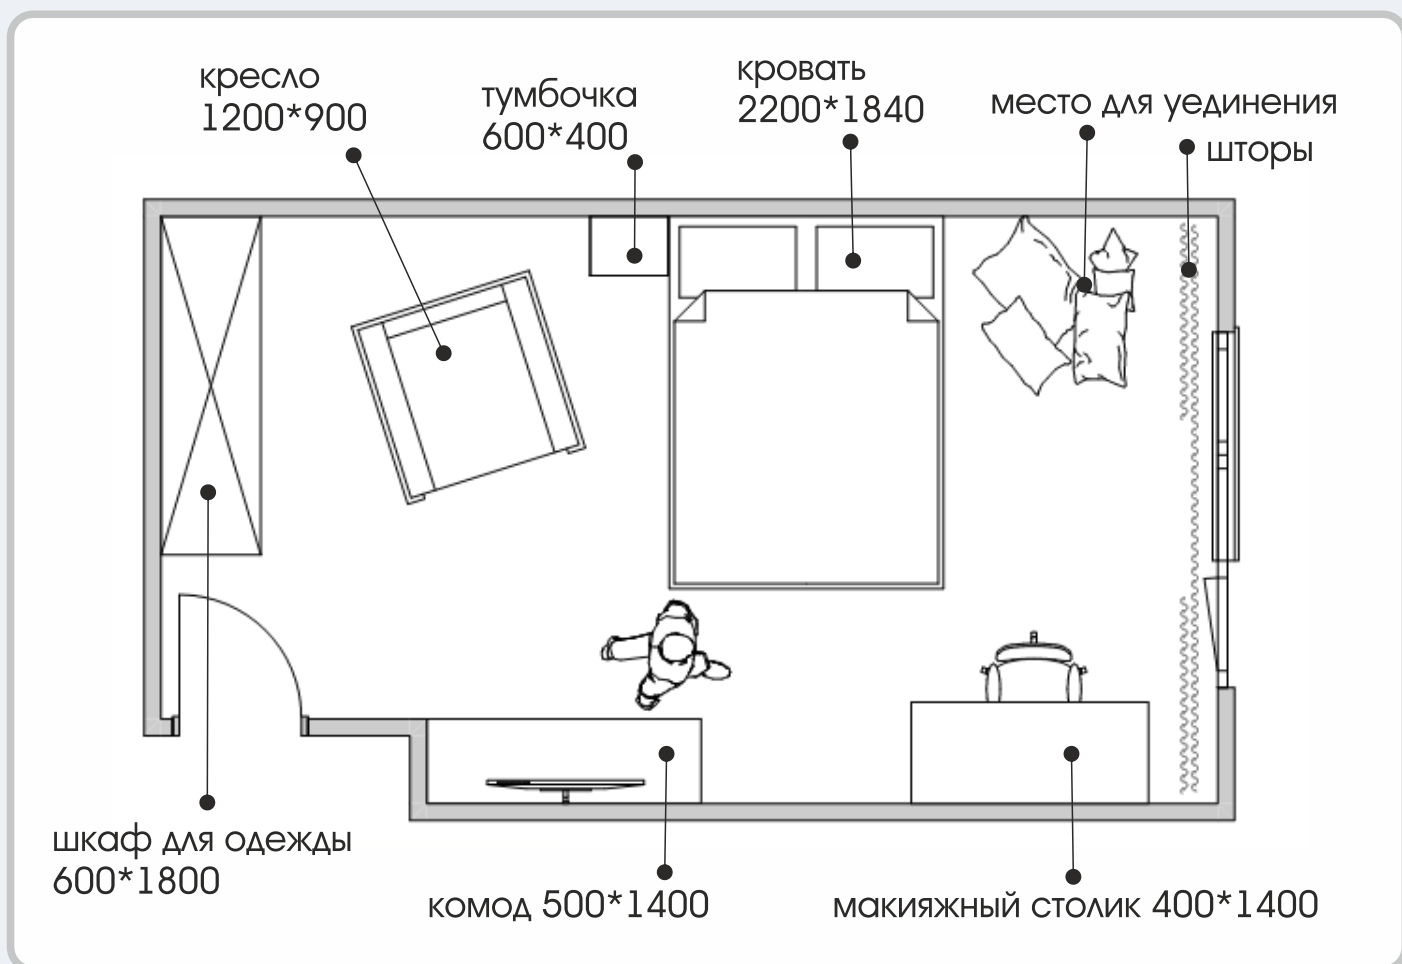 кресло
1200*900
тумбочка
600*400
кровать
2200*1840
место для уединения
шторы
шкаф для одежды
600*1800
комод 500*1400
макияжный столик 400*1400